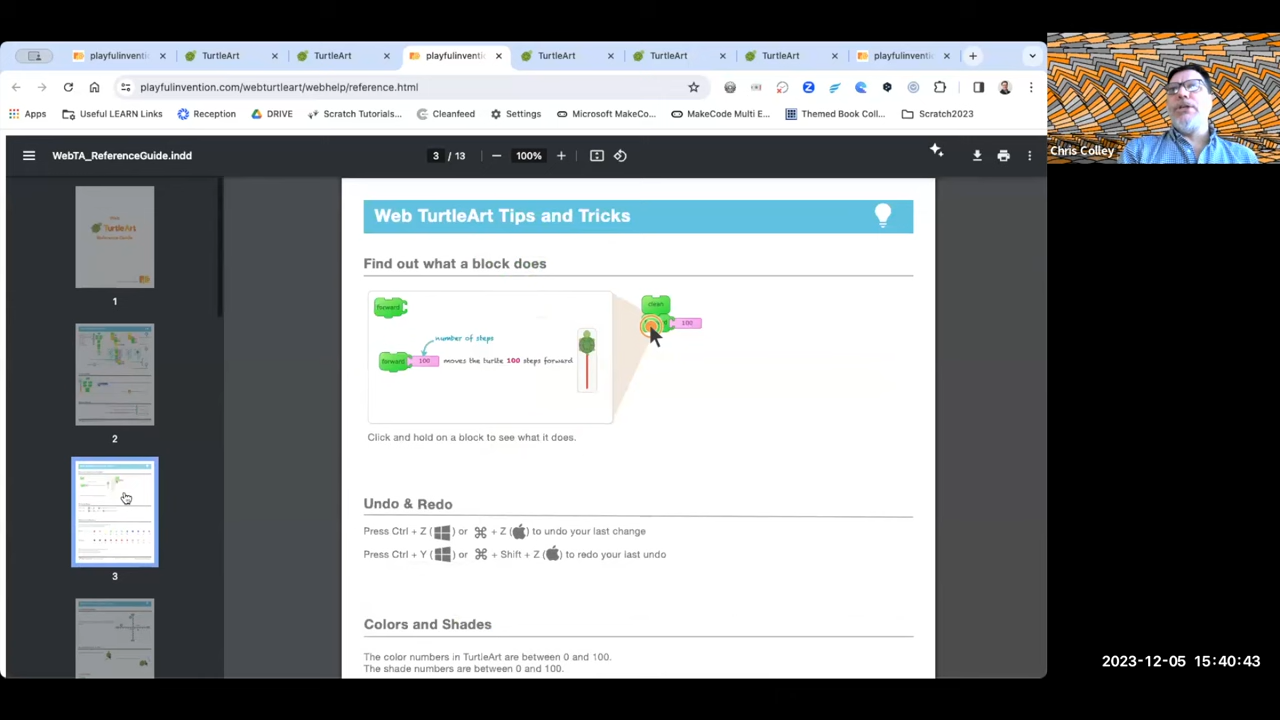 playfulinventi
TurtleArt
TurtleArt
playfulinventi
TurtleArt
TurtleArt
TurtleArt
playfulinventi
playfulinvention.com/webturtleart/webhelp/reference.html
Apps
Useful LEARN Links
Reception
DRIVE
Scratch Tutorials...
Cleanfeed
Settings
Microsoft MakeCo...
MakeCode Multi E...
Themed Book Coll...
Scratch2023
Chris Colley
WebTA_ReferenceGuide.indd
3 / 13
100%
TurtleArt
1
2
3
Web TurtleArt Tips and Tricks
Find out what a block does
forward
clean
100
number of steps
forward 100 moves the turtle 100 steps forward
Click and hold on a block to see what it does.
Undo & Redo
Press Ctrl + Z ( ) or ⌘ + Z ( ) to undo your last change
Press Ctrl + Y ( ) or ⌘ + Shift + Z ( ) to redo your last undo
Colors and Shades
The color numbers in TurtleArt are between 0 and 100.
The shade numbers are between 0 and 100.
2023-12-05 15:40:43